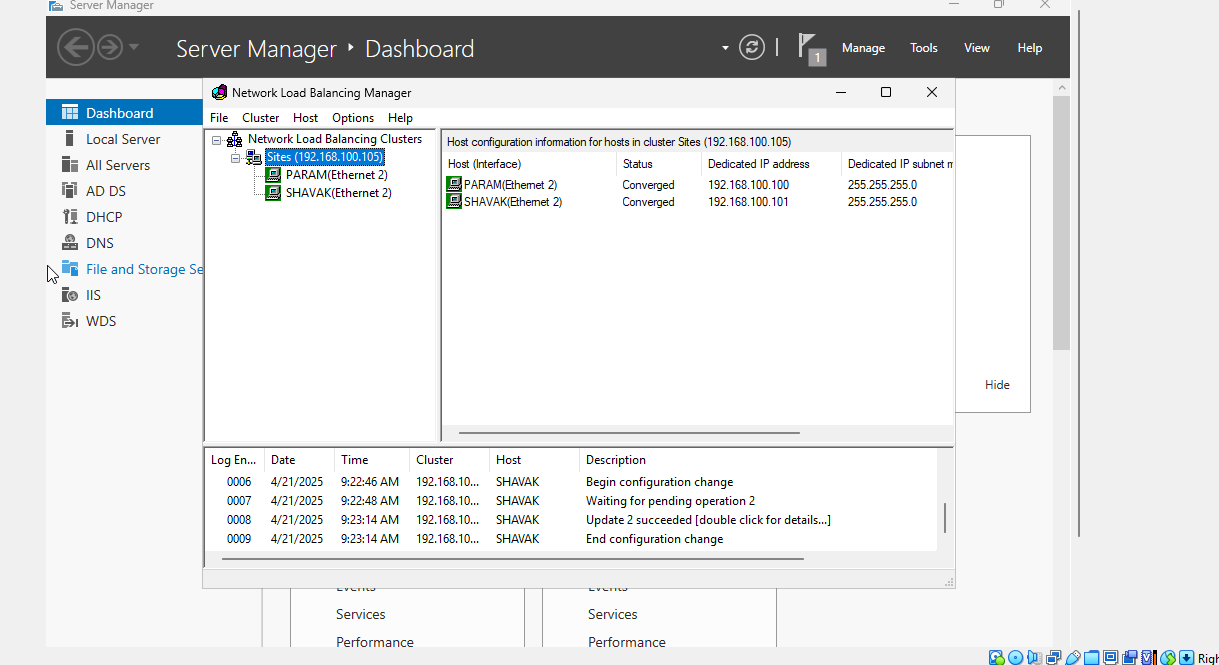 Server Manager
Server Manager ‣ Dashboard
1
Manage Tools View Help
Network Load Balancing Manager
File Cluster Host Options Help
Dashboard
Local Server
All Servers
AD DS
DHCP
DNS
File and Storage Se
IIS
WDS
Network Load Balancing Clusters
Sites (192.168.100.105)
PARAM(Ethernet 2)
SHAVAK(Ethernet 2)
Host configuration information for hosts in cluster Sites (192.168.100.105)
Host (Interface) Status Dedicated IP address Dedicated IP subnet m
PARAM(Ethernet 2) Converged 192.168.100.100 255.255.255.0
SHAVAK(Ethernet 2) Converged 192.168.100.101 255.255.255.0
Hide
Log En... Date Time Cluster Host Description
0006 4/21/2025 9:22:46 AM 192.168.10... SHAVAK Begin configuration change
0007 4/21/2025 9:22:48 AM 192.168.10... SHAVAK Waiting for pending operation 2
0008 4/21/2025 9:23:14 AM 192.168.10... SHAVAK Update 2 succeeded [double click for details...]
0009 4/21/2025 9:23:14 AM 192.168.10... SHAVAK End configuration change
Events Events
Services Services
Performance Performance
Righ